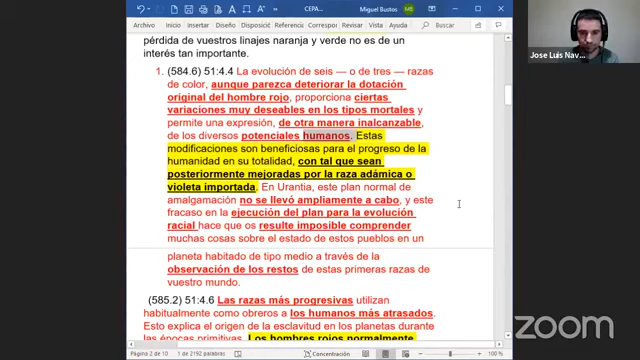 Miguel Bustos
CEPA...
Archivo
Inicio
Insertar
Dibujar
Diseño
Disposición
Referencias
Correspondencia
Revisar
Vista
pérdida de vuestros linajes naranja y verde no es de un
interés tan importante.
1. (584.6) 51:4.4 La evolución de seis — o de tres — razas
de color, aunque parezca deteriorar la dotación
original del hombre rojo, proporciona ciertas
variaciones muy deseables en los tipos mortales y
permite una expresión, de otra manera inalcanzable,
de los diversos potenciales humanos. Estas
modificaciones son beneficiosas para el progreso de la
humanidad en su totalidad, con tal que sean
posteriormente mejoradas por la raza adámica o
violeta importada. En Urantia, este plan normal de
amalgamación no se llevó ampliamente a cabo, y este
fracaso en la ejecución del plan para la evolución
racial hace que os resulte imposible comprender
muchas cosas sobre el estado de estos pueblos en un
planeta habitado de tipo medio a través de la
observación de los restos de estas primeras razas de
vuestro mundo.
(585.2) 51:4.6 Las razas más progresivas utilizan
habitualmente como obreros a los humanos más atrasados.
Esto explica el origen de la esclavitud en los planetas durante
las épocas primitivas. Los hombres rojos normalmente
Página 2 de 10
1 de 2192 palabras
Concentración
Jose Luis Nav...
LIVE
zoom